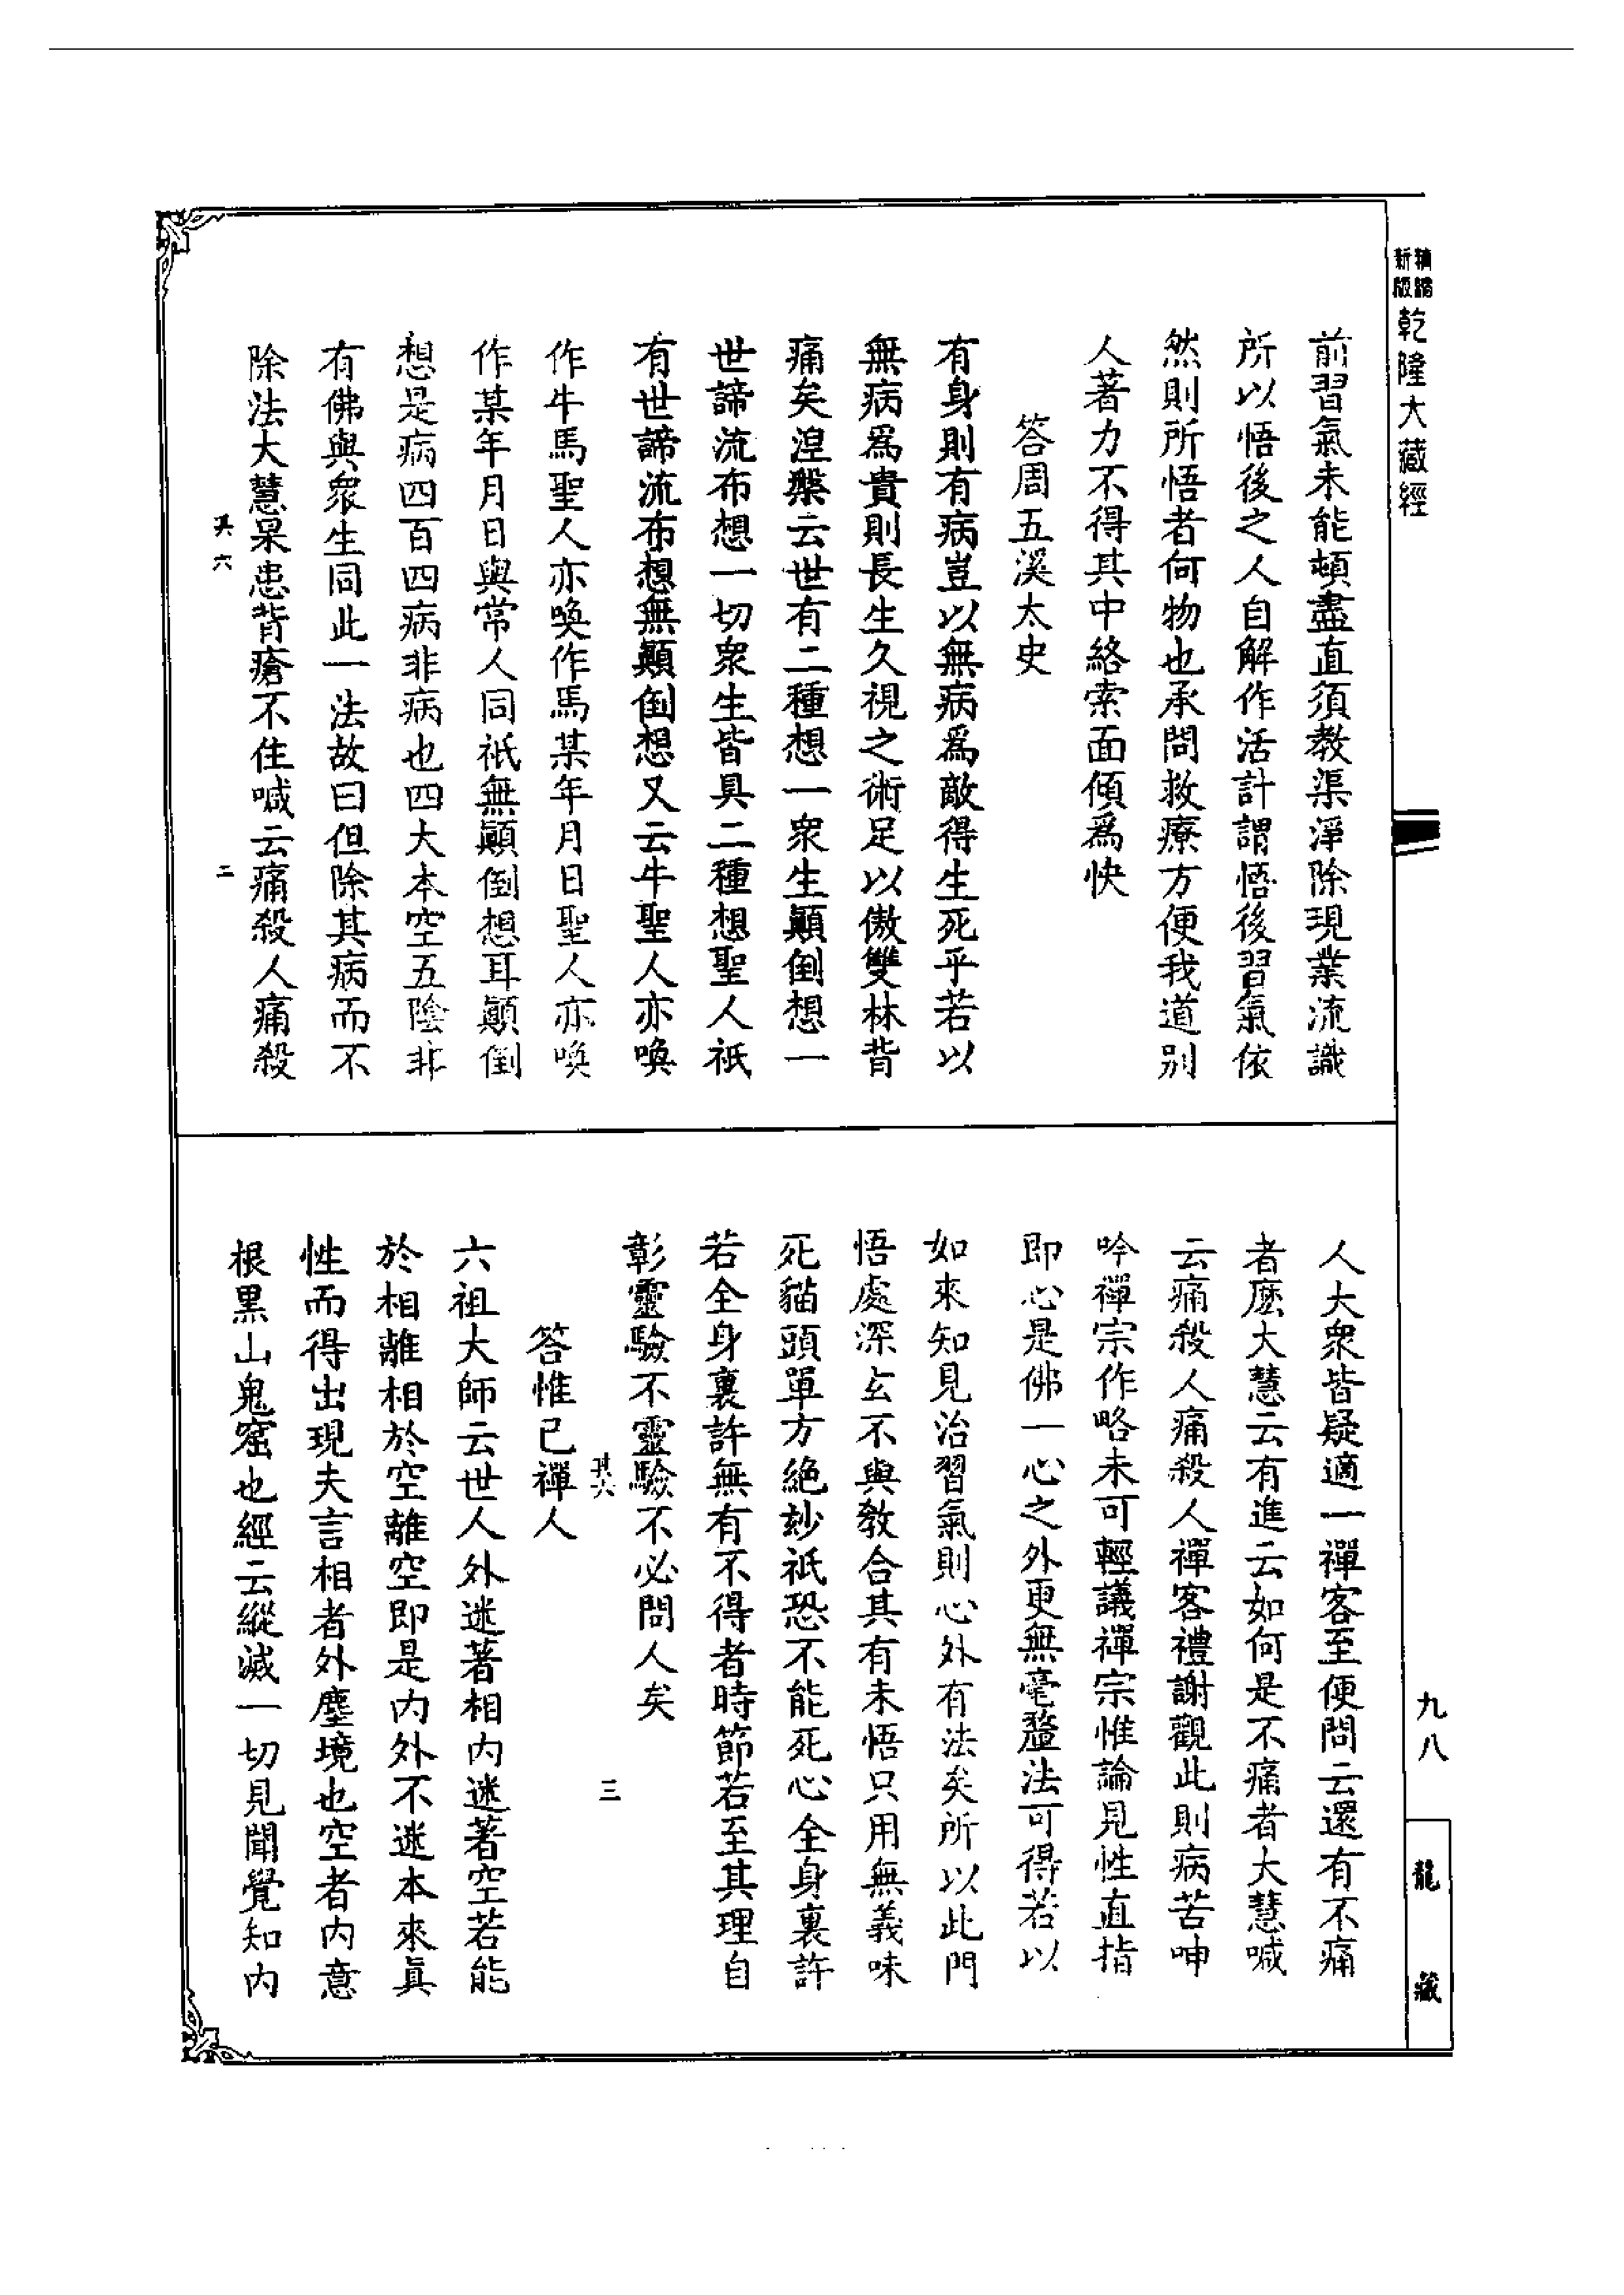 精縮
新版
乾隆大藏經
前習氣未能頓盡直須教渠淨除現業流識
所以悟後之人自解作活計謂悟後習氣依
然則所悟者何物也承問救療方便我道別
人著力不得其中絡索面傾爲快
答周五溪太史
有身則有病豈以無病爲敵得生死乎若以
無病爲貴則長生久視之術足以傲雙林背
痛矣涅槃云世有二種想一衆生顛倒想一
世諦流布想一切衆生皆具二種想聖人祇
有世諦流布想無顛倒想又云牛聖人亦喚
作牛馬聖人亦喚作馬某年月日聖人亦喚
作某年月日與常人同祇無顛倒想耳顛倒
想是病四百四病非病也四大本空五陰非
有佛與衆生同此一法故曰但除其病而不
除法大慧杲患背瘡不住喊云痛殺人痛殺
其六
二
人大衆皆疑適一禪客至便問云還有不痛
者麽大慧云有進云如何是不痛者大慧喊
云痛殺人痛殺人禪客禮謝觀此則病苦呻
吟禪宗作略未可輕議禪宗惟論見性直指
即心是佛一心之外更無毫釐法可得若以
如來知見治習氣則心外有法矣所以此門
悟處深玄不與教合其有未悟只用無義味
死貓頭單方絕妙祇恐不能死心全身裏許
若全身裏許無有不得者時節若至其理自
彰靈驗不靈驗不必問人矣
其六
三
答惟已禪人
六祖大師云世人外迷著相內迷著空若能
於相離相於空離空即是內外不迷本來眞
性而得出現夫言相者外塵境也空者內意
根黑山鬼窟也經云縱滅一切見聞覺知內
九八
龍藏